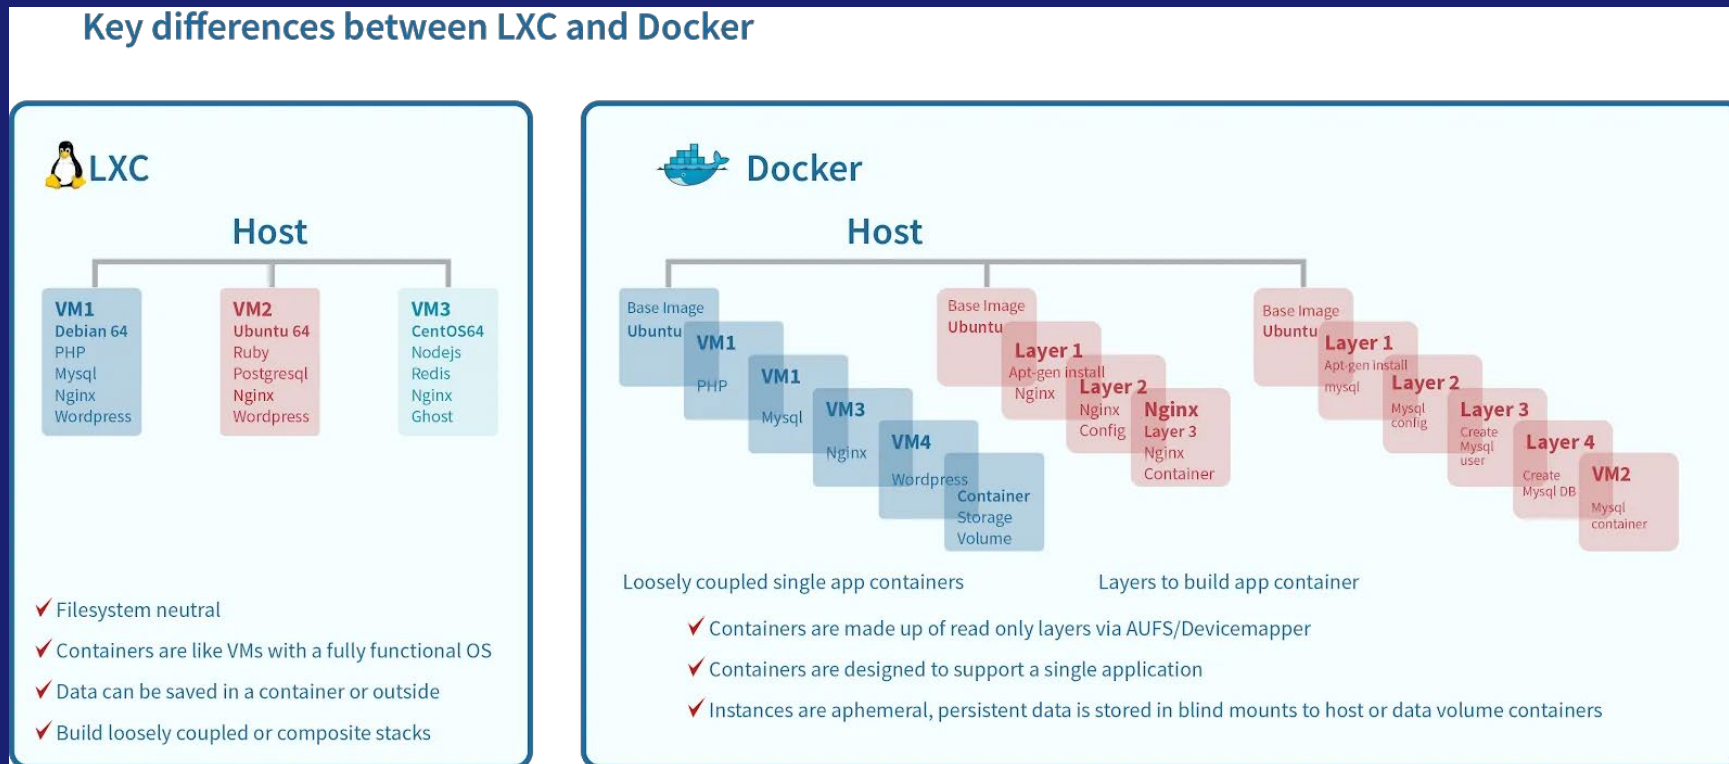 Key differences between LXC and Docker
LXC
Host
VM1
Debian 64
PHP
Mysql
Nginx
Wordpress
VM2
Ubuntu 64
Ruby
Postgresql
Nginx
Wordpress
VM3
CentOS64
Nodejs
Redis
Nginx
Ghost
Filesystem neutral
Containers are like VMs with a fully functional OS
Data can be saved in a container or outside
Build loosely coupled or composite stacks
Docker
Host
Base Image
Ubuntu
VM1
PHP
VM1
Mysql
VM3
Nginx
VM4
Wordpress
Container
Storage
Volume
Base Image
Ubuntu
Layer 1
Apt-gen install
Nginx
Layer 2
Nginx
Config
Nginx
Layer 3
Nginx
Container
Base Image
Ubuntu
Layer 1
Apt-gen install
mysql
Layer 2
Mysql
config
Layer 3
Create
Mysql
user
Layer 4
Create
Mysql DB
VM2
Mysql
container
Loosely coupled single app containers
Layers to build app container
Containers are made up of read only layers via AUFS/Devicemapper
Containers are designed to support a single application
Instances are aphemeral, persistent data is stored in blind mounts to host or data volume containers